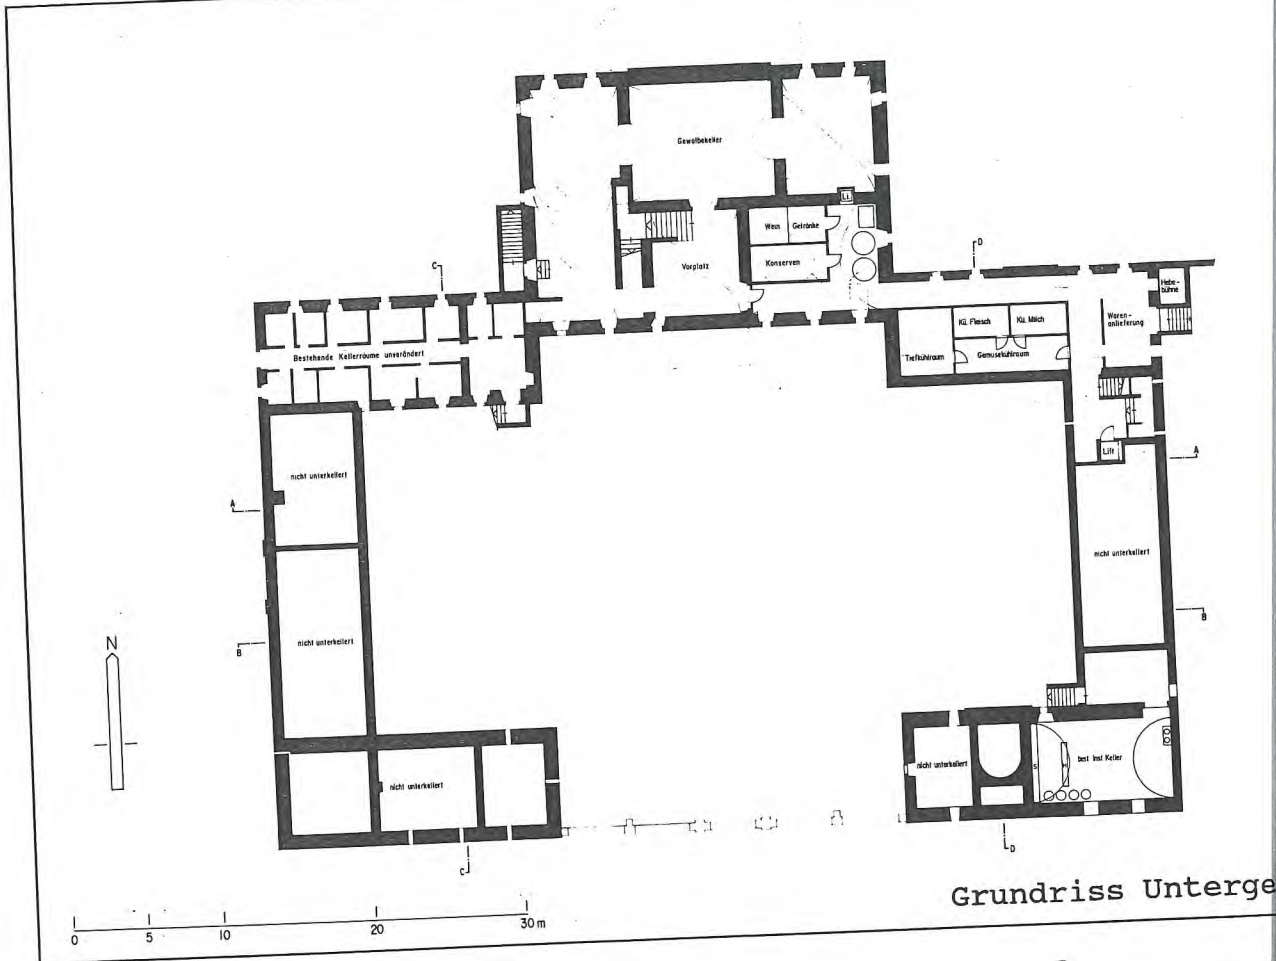 Gewölbekeller
Li.
Wein
Getränke
Konserven
Vorplatz
C
D
Hebe-
bühne
Waren-
anlieferung
Kü. Fleisch
Kü. Milch
Tiefkühlraum
Gemüsekühlraum
Bestehende Kellerräume unverändert
Lift
nicht unterkellert
A
A
nicht unterkellert
nicht unterkellert
B
B
N
nicht unterkellert
nicht unterkellert
S
H
best. Inst. Keller
C
D
Grundriss Unterge
0
5
10
20
30 m